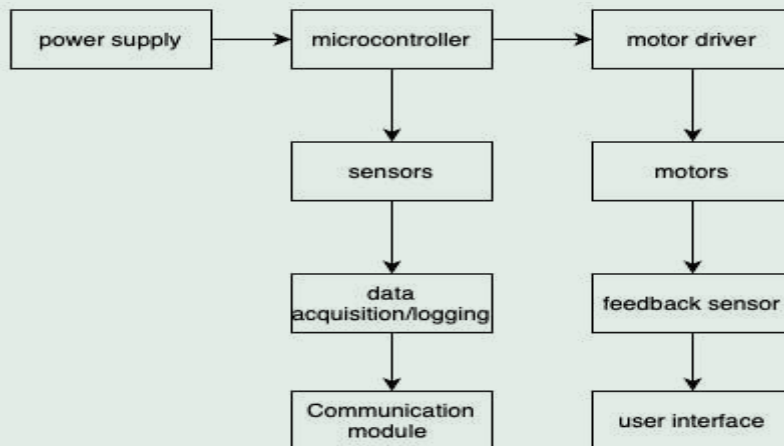 power supply
microcontroller
motor driver
sensors
motors
data
acquisition/logging
feedback sensor
Communication
module
user interface